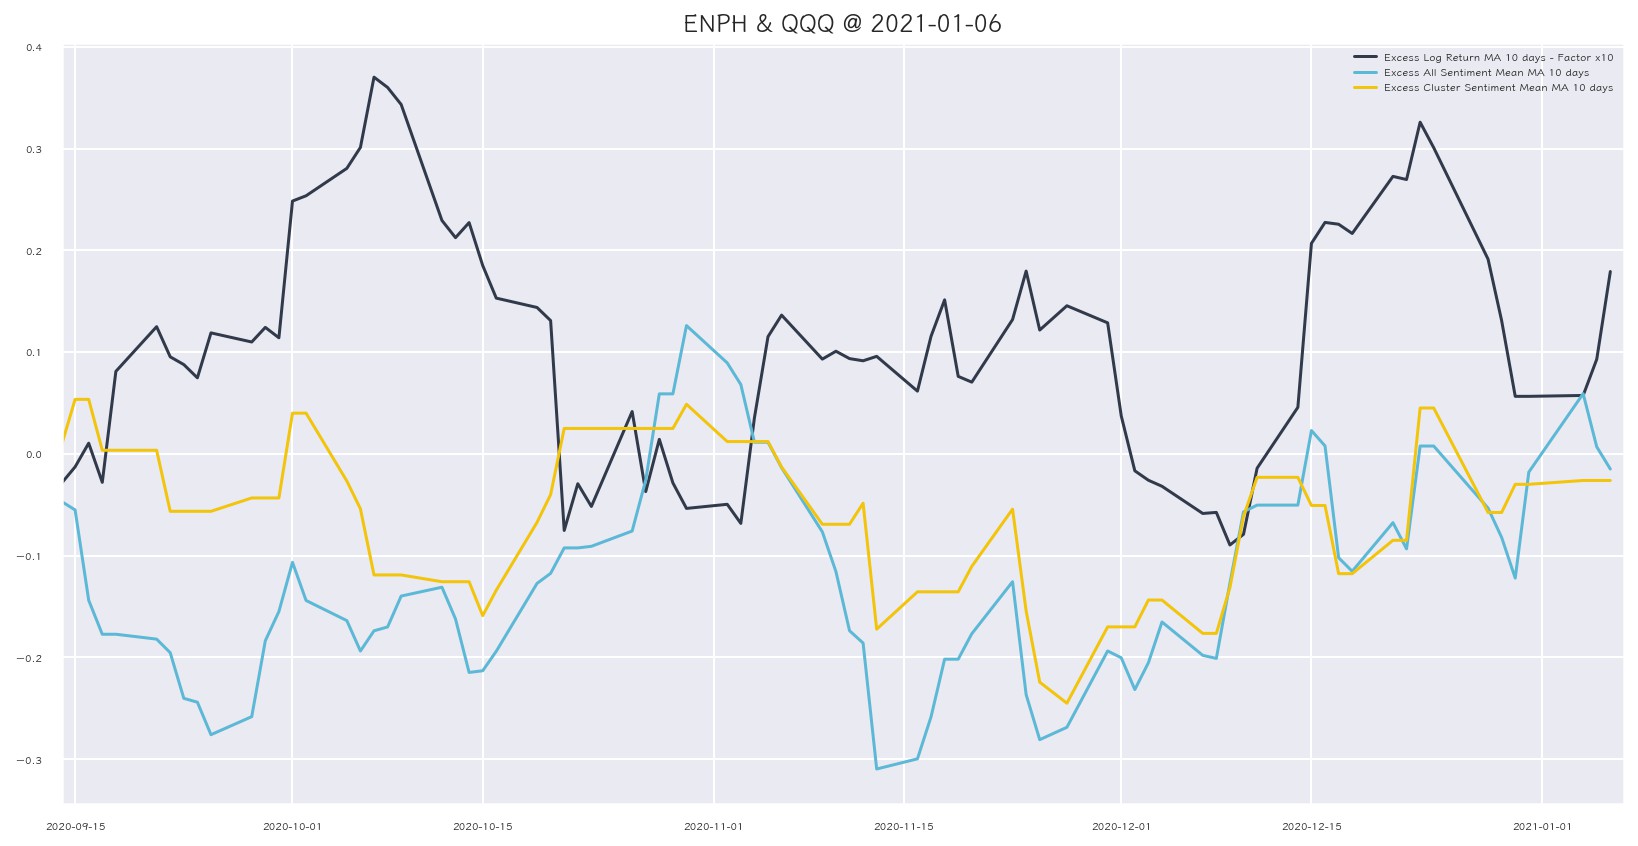 ENPH & QQQ @ 2021-01-06
Excess Log Return MA 10 days - Factor x10
Excess All Sentiment Mean MA 10 days
Excess Cluster Sentiment Mean MA 10 days
0.4
0.3
0.2
0.1
0.0
−0.1
−0.2
−0.3
2020-09-15 2020-10-01 2020-10-15 2020-11-01 2020-11-15 2020-12-01 2020-12-15 2021-01-01